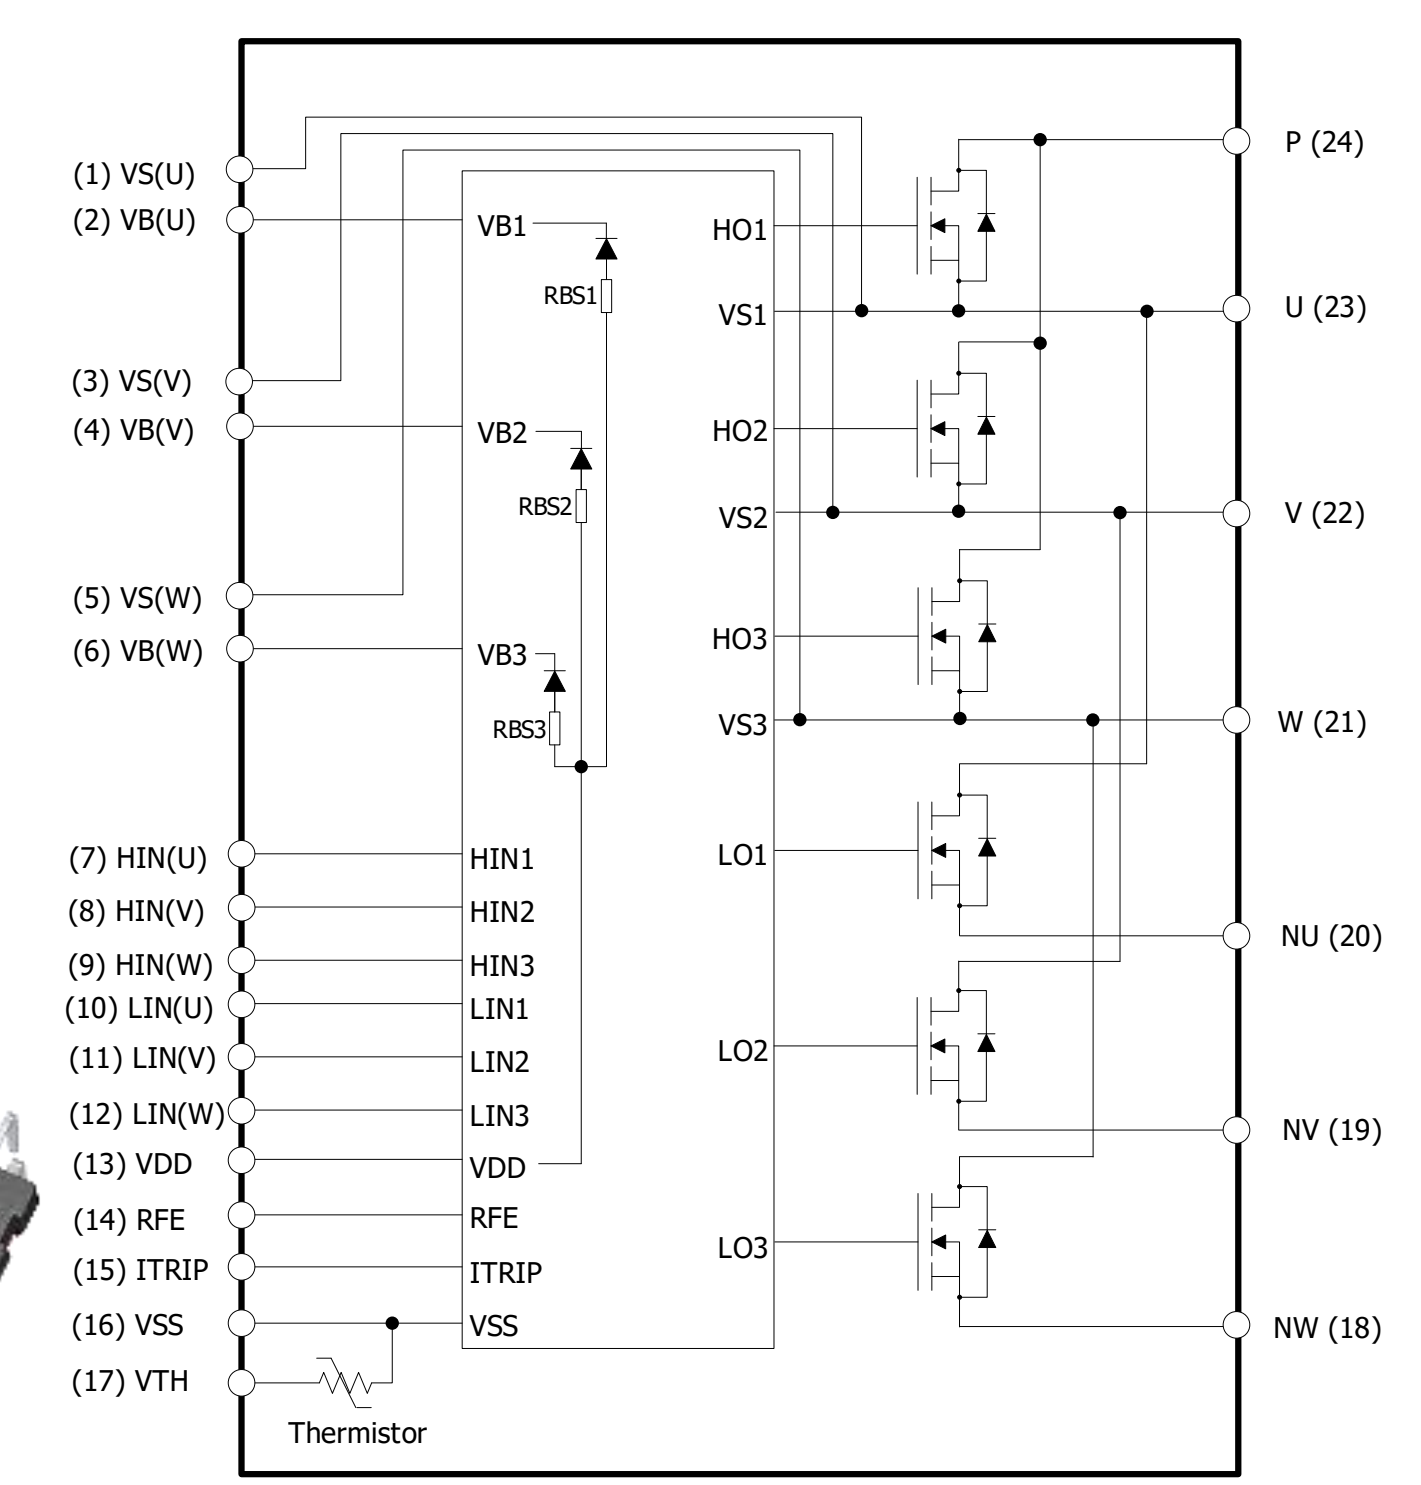 (1) VS(U)
(2) VB(U)
(3) VS(V)
(4) VB(V)
(5) VS(W)
(6) VB(W)
(7) HIN(U)
(8) HIN(V)
(9) HIN(W)
(10) LIN(U)
(11) LIN(V)
(12) LIN(W)
(13) VDD
(14) RFE
(15) ITRIP
(16) VSS
(17) VTH
Thermistor
VB1
RBS1
VB2
RBS2
VB3
RBS3
HIN1
HIN2
HIN3
LIN1
LIN2
LIN3
VDD
RFE
ITRIP
VSS
HO1
VS1
HO2
VS2
HO3
VS3
LO1
LO2
LO3
P (24)
U (23)
V (22)
W (21)
NU (20)
NV (19)
NW (18)